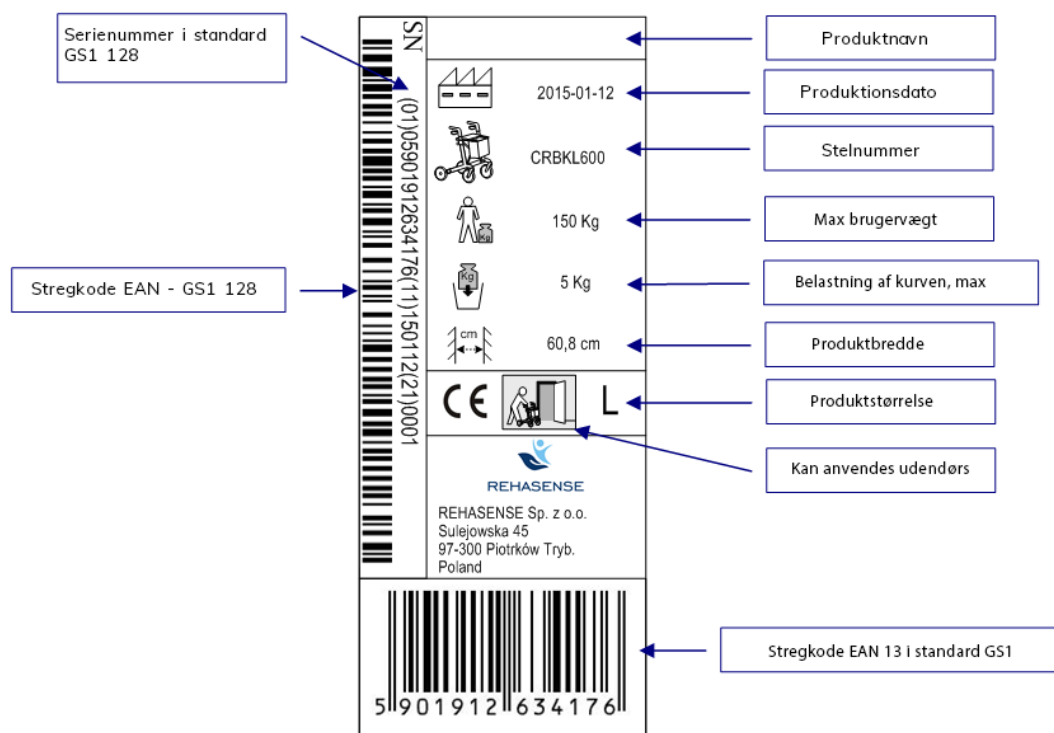 Serienummer i standard
GS1 128
Stregkode EAN - GS1 128
SN
(01)05901912634176(11)150112(21)0001
Produktnavn
2015-01-12
Produktionsdato
CRBKL600
Stelnummer
Kg
150 Kg
Max brugervægt
Kg
5 Kg
Belastning af kurven, max
cm
60,8 cm
Produktbredde
CE
L
Produktstørrelse
Kan anvendes udendørs
REHASENSE
REHASENSE Sp. z o.o.
Sulejowska 45
97-300 Piotrków Tryb.
Poland
5 901912 634176
Stregkode EAN 13 i standard GS1